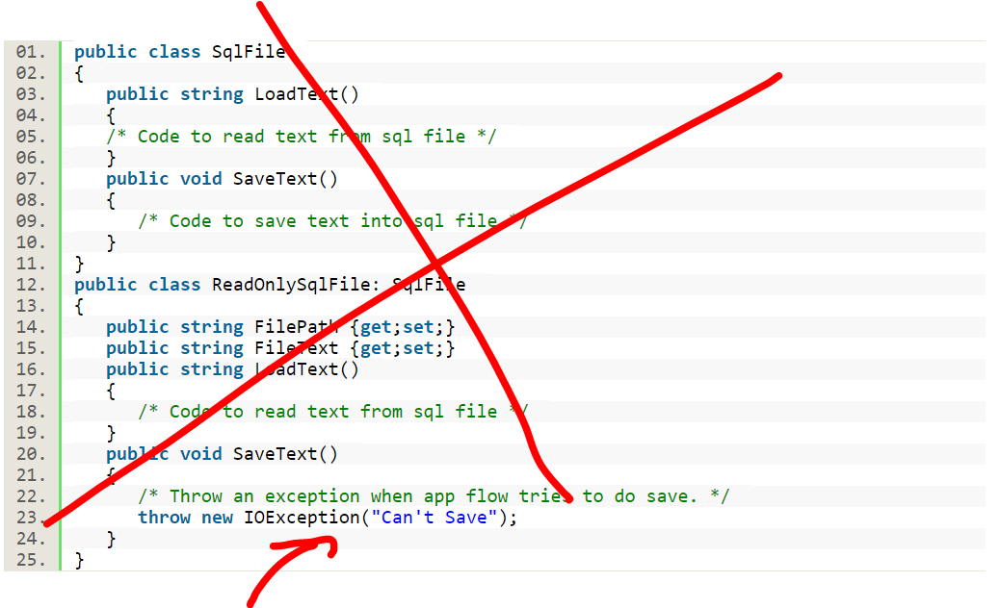 01. public class SqlFile
02. {
03. public string LoadText()
04. {
05. /* Code to read text from sql file */
06. }
07. public void SaveText()
08. {
09. /* Code to save text into sql file */
10. }
11. }
12. public class ReadOnlySqlFile: SqlFile
13. {
14. public string FilePath {get;set;}
15. public string FileText {get;set;}
16. public string LoadText()
17. {
18. /* Code to read text from sql file */
19. }
20. public void SaveText()
21. {
22. /* Throw an exception when app flow tries to do save. */
23. throw new IOException("Can't Save");
24. }
25. }